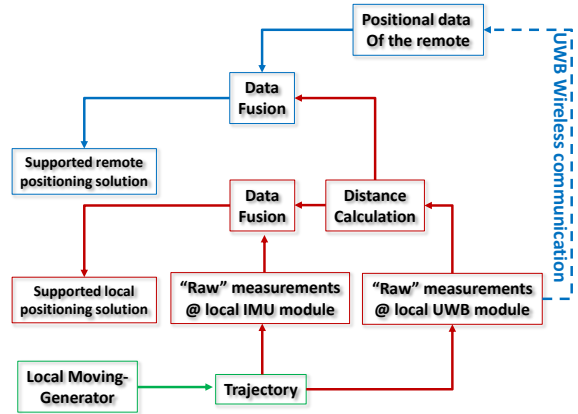 Positional data
Of the remote
UWB Wireless communication
Data
Fusion
Supported remote
positioning solution
Data
Fusion
Distance
Calculation
Supported local
positioning solution
“Raw” measurements
@ local IMU module
“Raw” measurements
@ local UWB module
Local Moving-
Generator
Trajectory